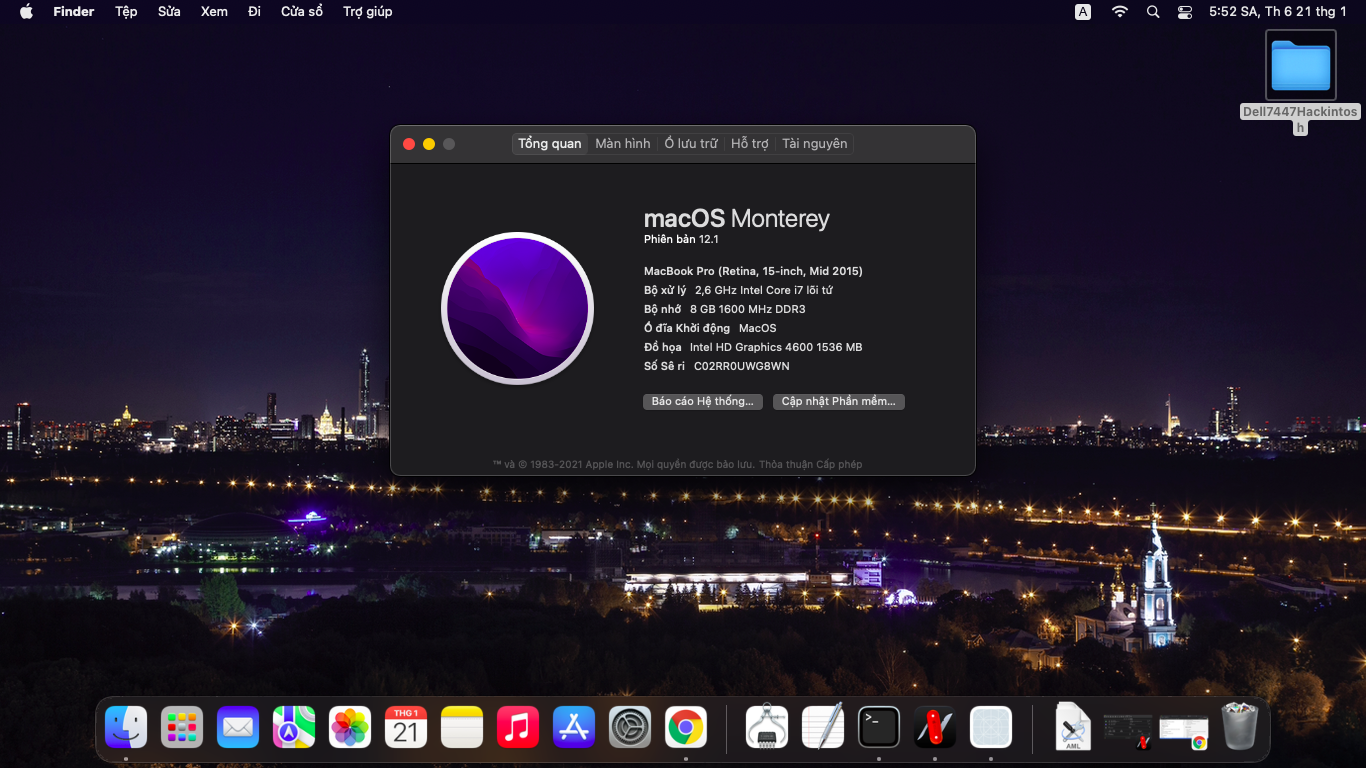 Finder Tệp Sửa Xem Đi Cửa sổ Trợ giúp A 5:52 SA, Th 6 21 thg 1
Dell7447Hackintos
h
Tổng quan Màn hình Ổ lưu trữ Hỗ trợ Tài nguyên
macOS Monterey
Phiên bản 12.1
MacBook Pro (Retina, 15-inch, Mid 2015)
Bộ xử lý 2,6 GHz Intel Core i7 lõi tứ
Bộ nhớ 8 GB 1600 MHz DDR3
Ổ đĩa Khởi động MacOS
Đồ họa Intel HD Graphics 4600 1536 MB
Số Sê ri C02RR0UWG8WN
Báo cáo Hệ thống... Cập nhật Phần mềm...
™ và © 1983-2021 Apple Inc. Mọi quyền được bảo lưu. Thỏa thuận Cấp phép
THG 1
21
>_
AML